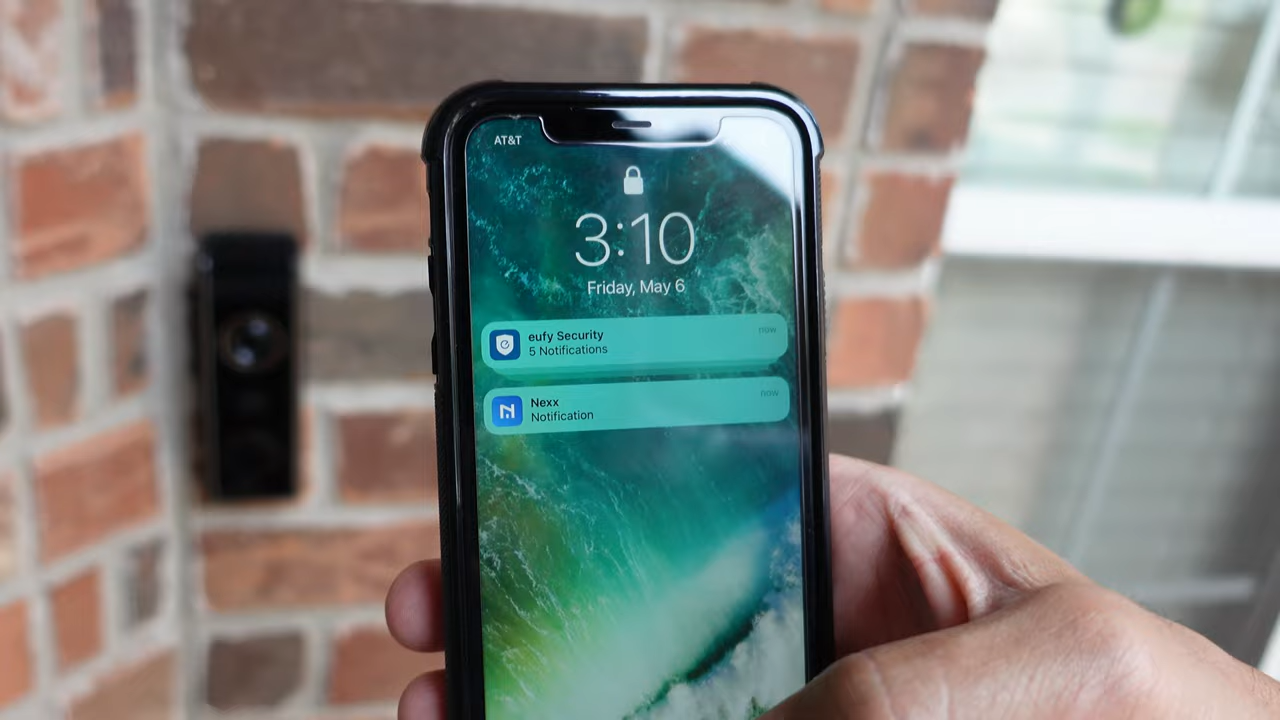 AT&T
3:10
Friday, May 6
eufy Security
now
5 Notifications
Nexx
now
Notification